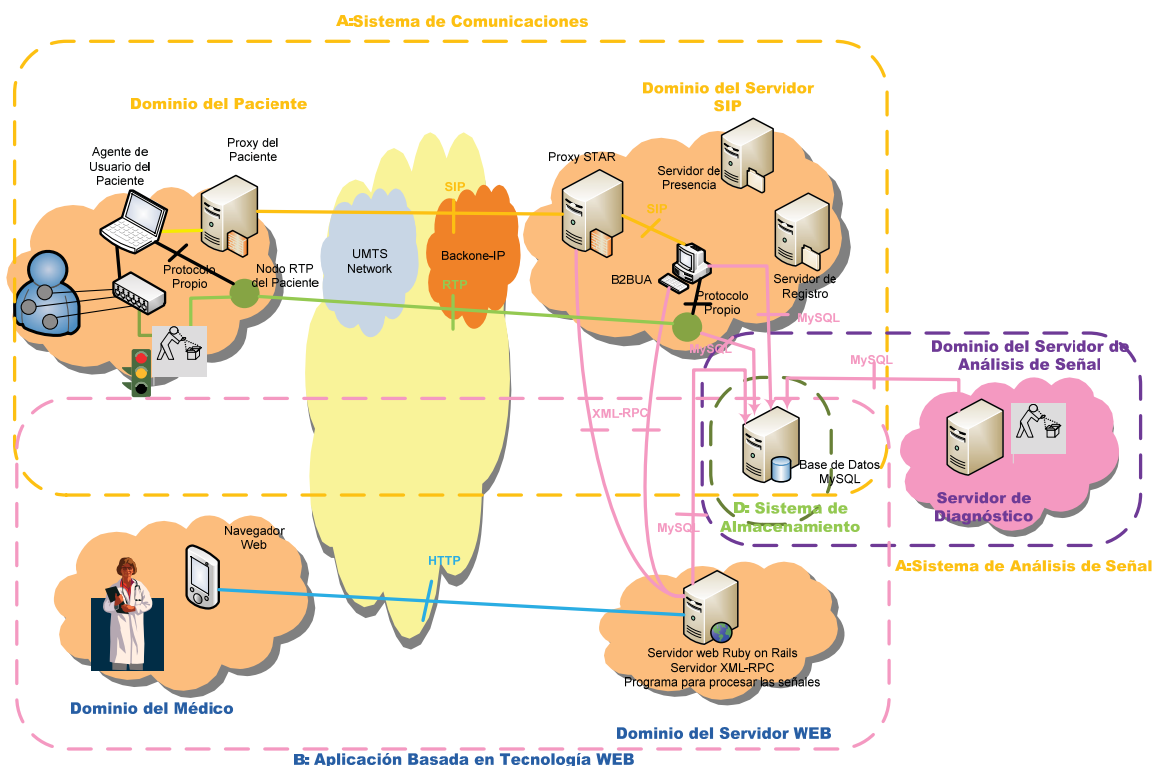 A:Sistema de Comunicaciones
Dominio del Paciente
Dominio del Servidor
SIP
Agente de
Usuario del
Paciente
Proxy del
Paciente
Proxy STAR
Servidor de
Presencia
SIP
SIP
UMTS
Network
Backone-IP
B2BUA
Servidor de
Registro
Protocolo
Propio
Nodo RTP
del Paciente
RTP
Protocolo
Propio
MySQL
MySQL
Dominio del Servidor de
Análisis de Señal
MySQL
XML-RPC
Base de Datos
MySQL
Servidor de
Diagnóstico
D: Sistema de
Almacenamiento
MySQL
A:Sistema de Análisis de Señal
Navegador
Web
HTTP
Servidor web Ruby on Rails
Servidor XML-RPC
Programa para procesar las señales
Dominio del Médico
Dominio del Servidor WEB
B: Aplicación Basada en Tecnología WEB